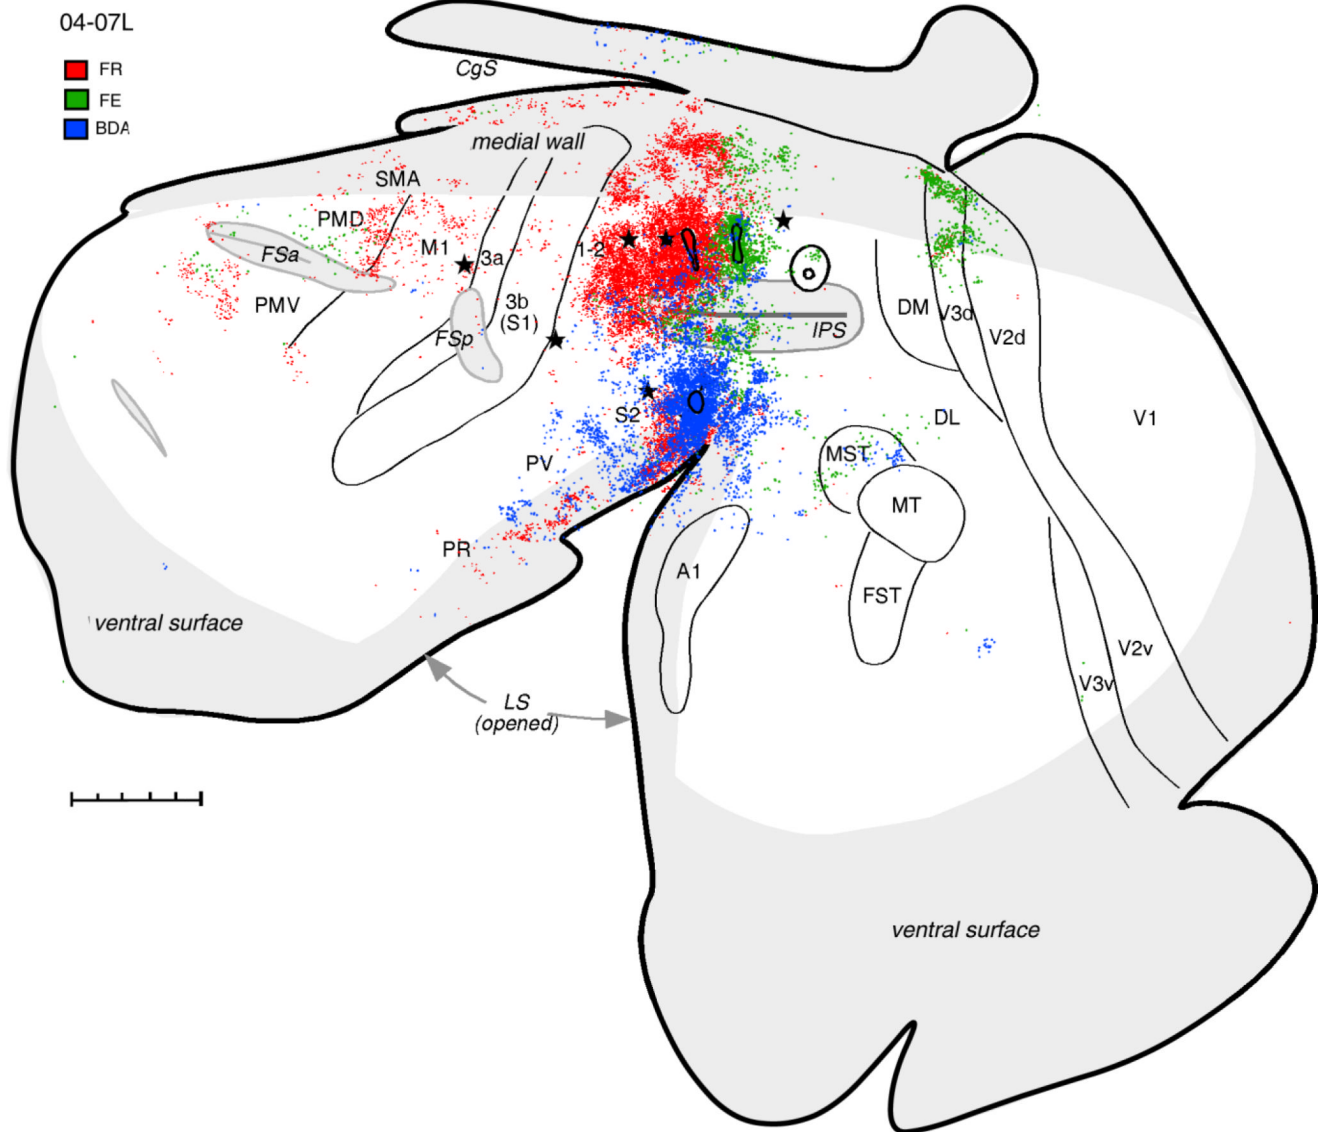 04-07L
FR
FE
BDA
CgS
medial wall
SMA
PMD
M1
3a
1-2
FSa
PMV
3b
(S1)
FSp
IPS
DM
V3d
V2d
S2
DL
V1
PV
MST
MT
PR
A1
FST
ventral surface
V2v
V3v
LS
(opened)
ventral surface